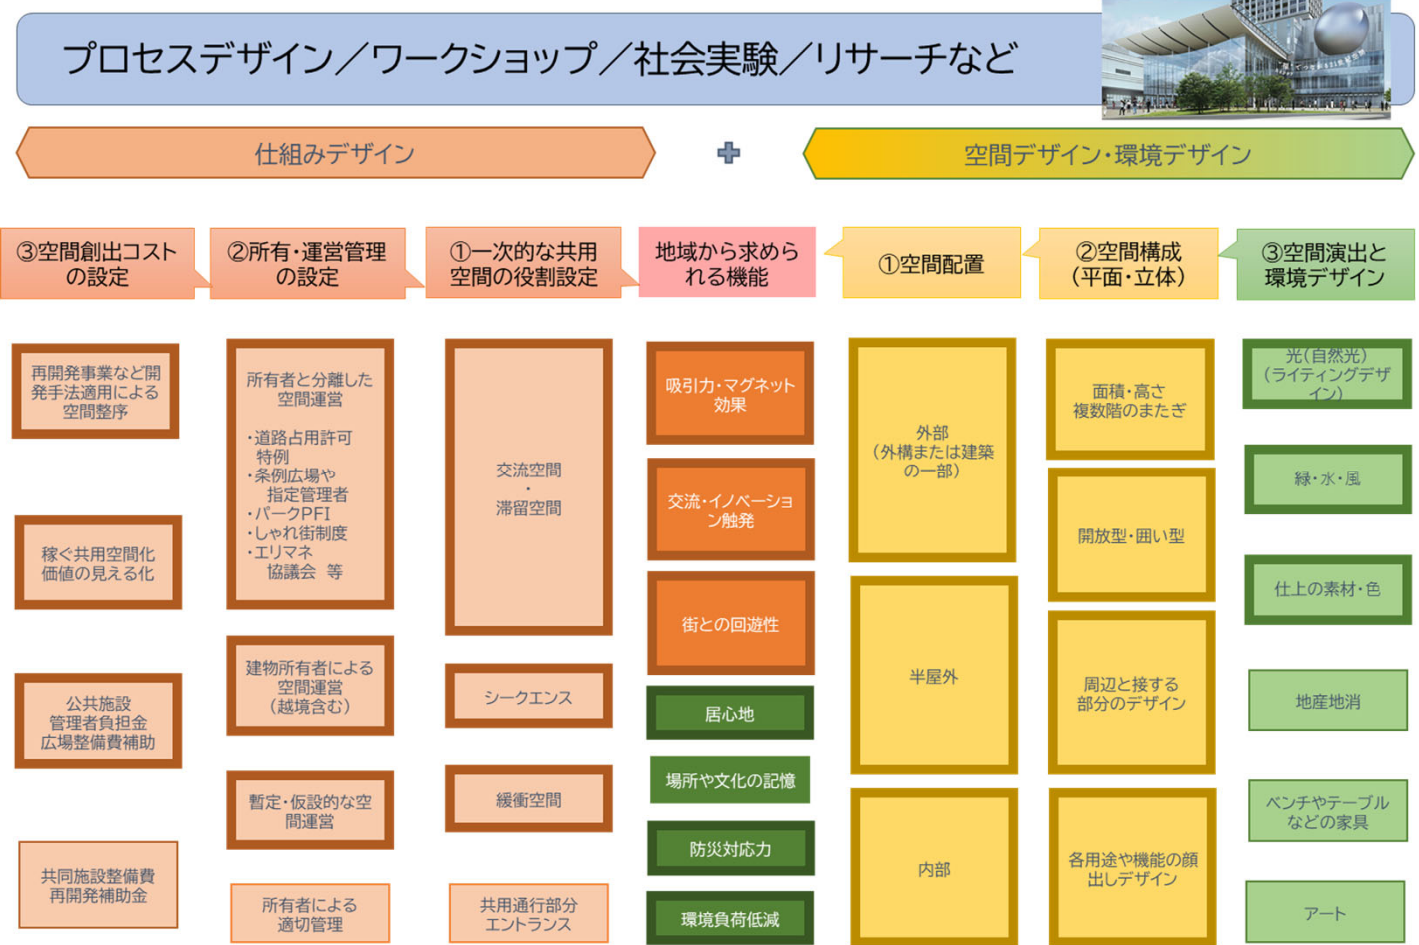 プロセスデザイン／ワークショップ／社会実験／リサーチなど
仕組みデザイン
空間デザイン・環境デザイン
③空間創出コスト
の設定
②所有・運営管理
の設定
①一次的な共用
空間の役割設定
地域から求めら
れる機能
①空間配置
②空間構成
（平面・立体）
③空間演出と
環境デザイン
再開発事業など開
発手法適用による
空間整序
稼ぐ共用空間化
価値の見える化
公共施設
管理者負担金
広場整備費補助
共同施設整備費
再開発補助金
所有者と分離した
空間運営
・道路占用許可
特例
・条例広場や
指定管理者
・パークPFI
・しゃれ街制度
・エリマネ
協議会 等
建物所有者による
空間運営
（越境含む）
暫定・仮設的な空
間運営
所有者による
適切管理
交流空間
・
滞留空間
シークエンス
緩衝空間
共用通行部分
エントランス
吸引力・マグネット
効果
交流・イノベーショ
ン触発
街との回遊性
居心地
場所や文化の記憶
防災対応力
環境負荷低減
外部
（外構または建築
の一部）
半屋外
内部
面積・高さ
複数階のまたぎ
開放型・囲い型
周辺と接する
部分のデザイン
各用途や機能の顔
出しデザイン
光（自然光）
（ライティングデザ
イン）
緑・水・風
仕上の素材・色
地産地消
ベンチやテーブル
などの家具
アート